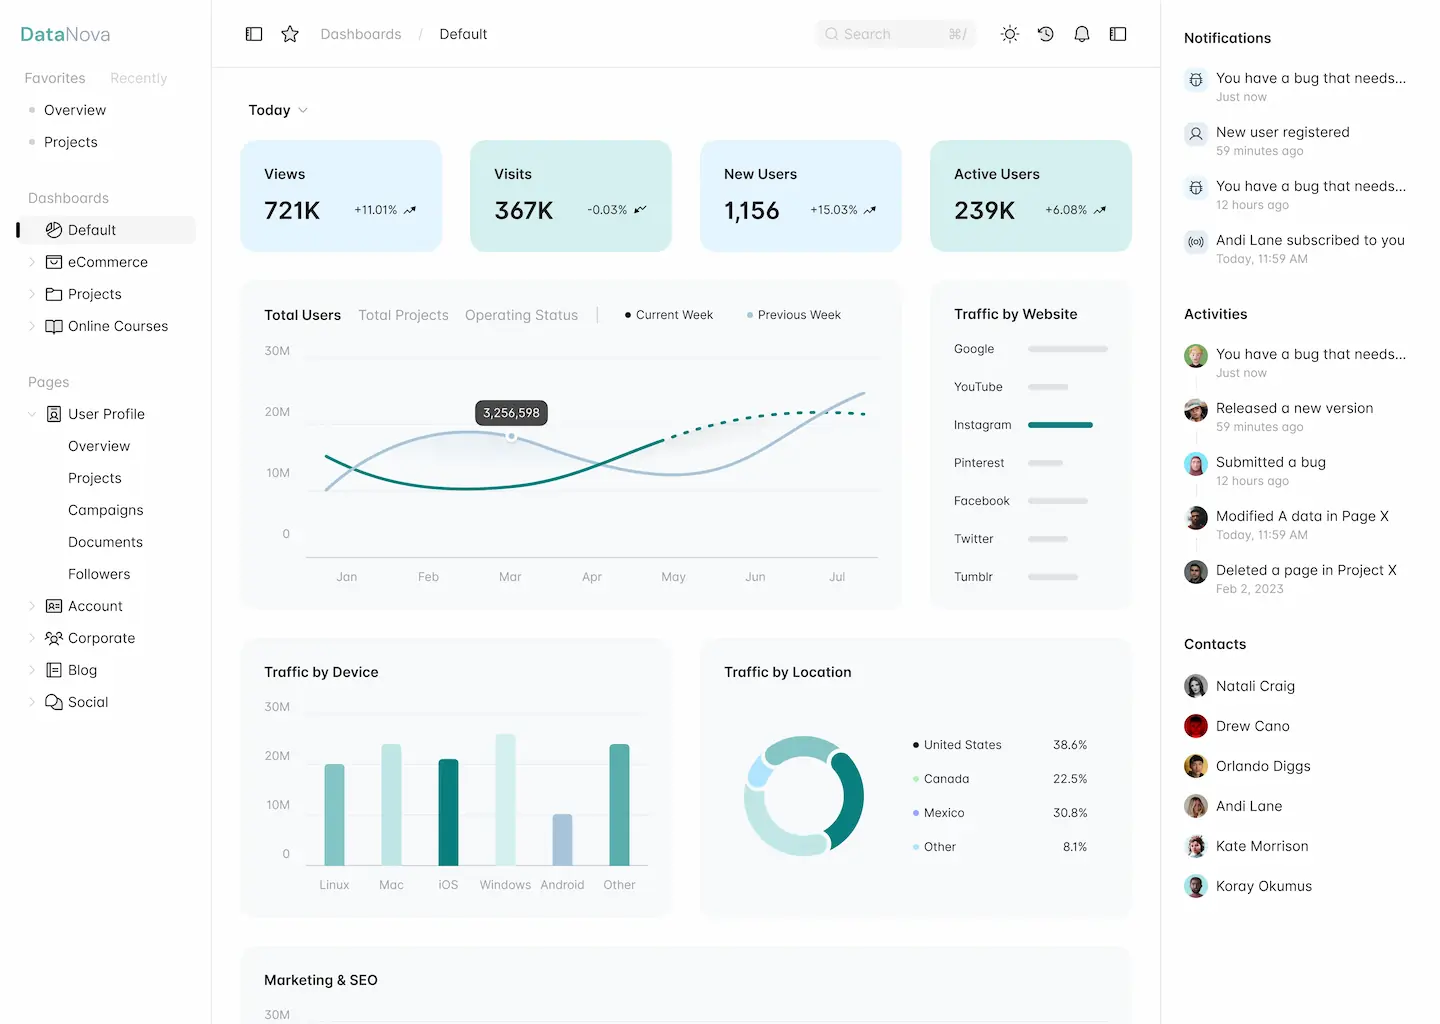 DataNova
Favorites Recently
Overview
Projects
Dashboards
Default
eCommerce
Projects
Online Courses
Pages
User Profile
Overview
Projects
Campaigns
Documents
Followers
Account
Corporate
Blog
Social
Dashboards / Default
Search ⌘/
Today
Views
721K +11.01%
Visits
367K -0.03%
New Users
1,156 +15.03%
Active Users
239K +6.08%
Total Users Total Projects Operating Status Current Week Previous Week
30M
20M
10M
0
3,256,598
Jan Feb Mar Apr May Jun Jul
Traffic by Website
Google
YouTube
Instagram
Pinterest
Facebook
Twitter
Tumblr
Traffic by Device
30M
20M
10M
0
Linux Mac iOS Windows Android Other
Traffic by Location
United States 38.6%
Canada 22.5%
Mexico 30.8%
Other 8.1%
Marketing & SEO
30M
Notifications
You have a bug that needs...
Just now
New user registered
59 minutes ago
You have a bug that needs...
12 hours ago
Andi Lane subscribed to you
Today, 11:59 AM
Activities
You have a bug that needs...
Just now
Released a new version
59 minutes ago
Submitted a bug
12 hours ago
Modified A data in Page X
Today, 11:59 AM
Deleted a page in Project X
Feb 2, 2023
Contacts
Natali Craig
Drew Cano
Orlando Diggs
Andi Lane
Kate Morrison
Koray Okumus